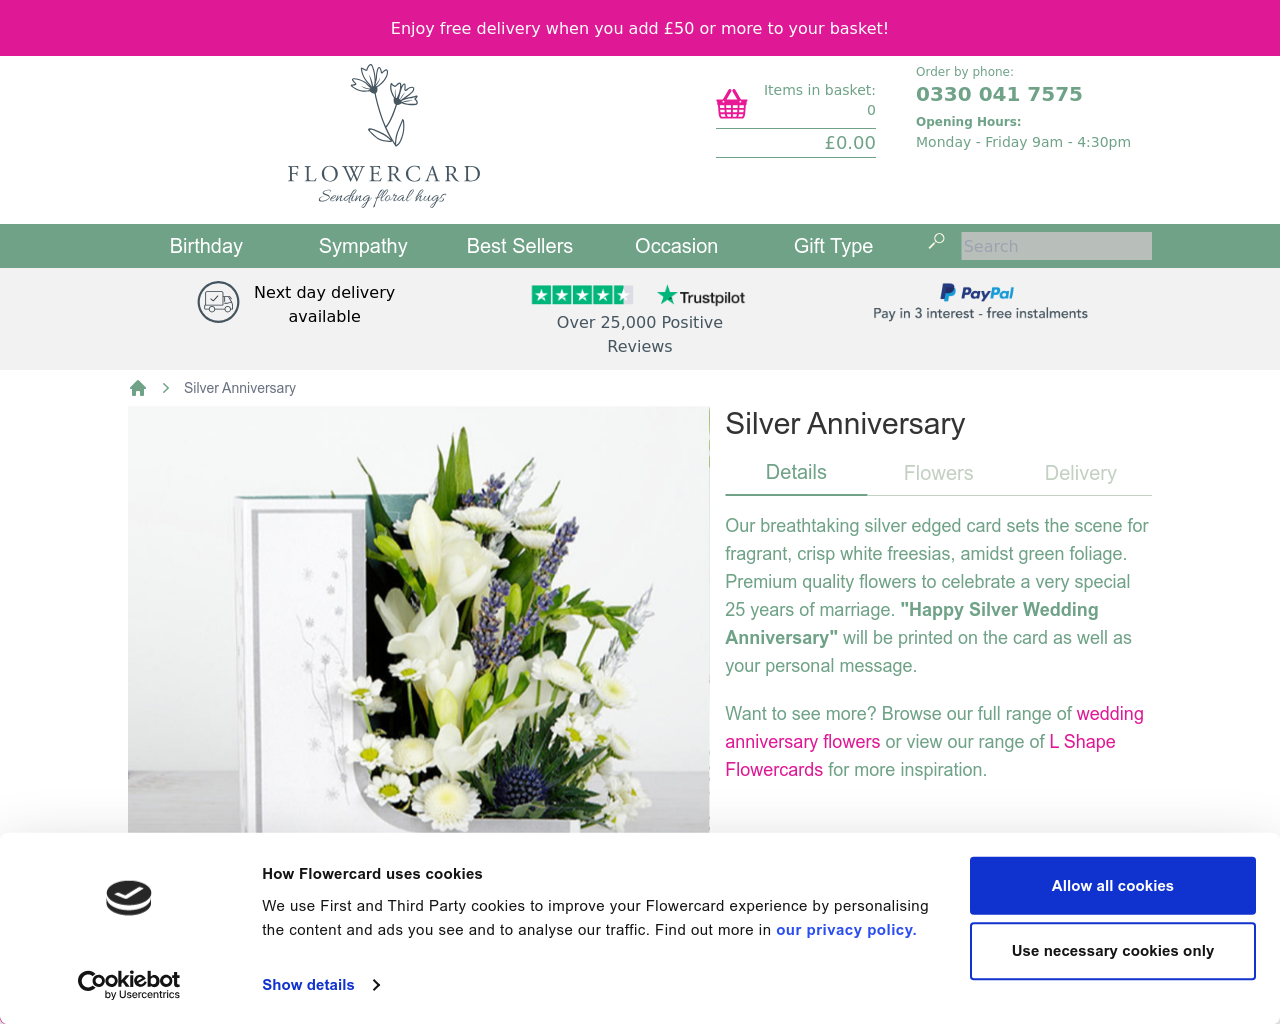 Enjoy free delivery when you add £50 or more to your basket!
FLOWERCARD
Sending floral hugs
Items in basket:
0
£0.00
Order by phone:
0330 041 7575
Opening Hours:
Monday - Friday 9am - 4:30pm
Birthday
Sympathy
Best Sellers
Occasion
Gift Type
Search
Next day delivery
available
Trustpilot
Over 25,000 Positive
Reviews
PayPal
Pay in 3 interest - free instalments
Silver Anniversary
Silver Anniversary
Details
Flowers
Delivery
Our breathtaking silver edged card sets the scene for
fragrant, crisp white freesias, amidst green foliage.
Premium quality flowers to celebrate a very special
25 years of marriage. "Happy Silver Wedding
Anniversary" will be printed on the card as well as
your personal message.
Want to see more? Browse our full range of wedding
anniversary flowers or view our range of L Shape
Flowercards for more inspiration.
Cookiebot
by Usercentrics
How Flowercard uses cookies
We use First and Third Party cookies to improve your Flowercard experience by personalising
the content and ads you see and to analyse our traffic. Find out more in our privacy policy.
Show details
Allow all cookies
Use necessary cookies only